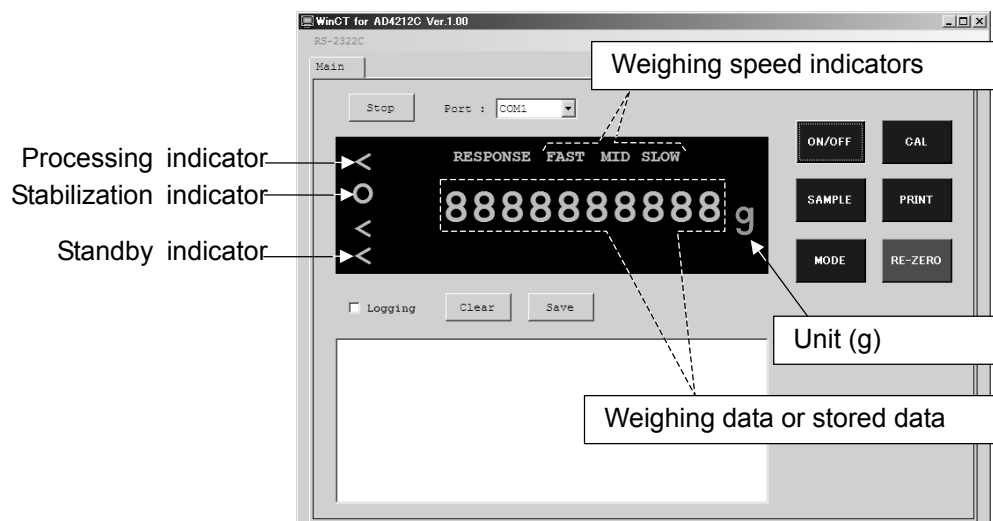 WinCT for AD4212C Ver.1.00
RS-2322C
Main
Weighing speed indicators
Stop Port : COM1
ON/OFF CAL
Processing indicator
<
RESPONSE FAST MID SLOW
Stabilization indicator
O
8888888888 g
SAMPLE PRINT
<
Standby indicator
<
MODE RE-ZERO
Logging Clear Save
Unit (g)
Weighing data or stored data